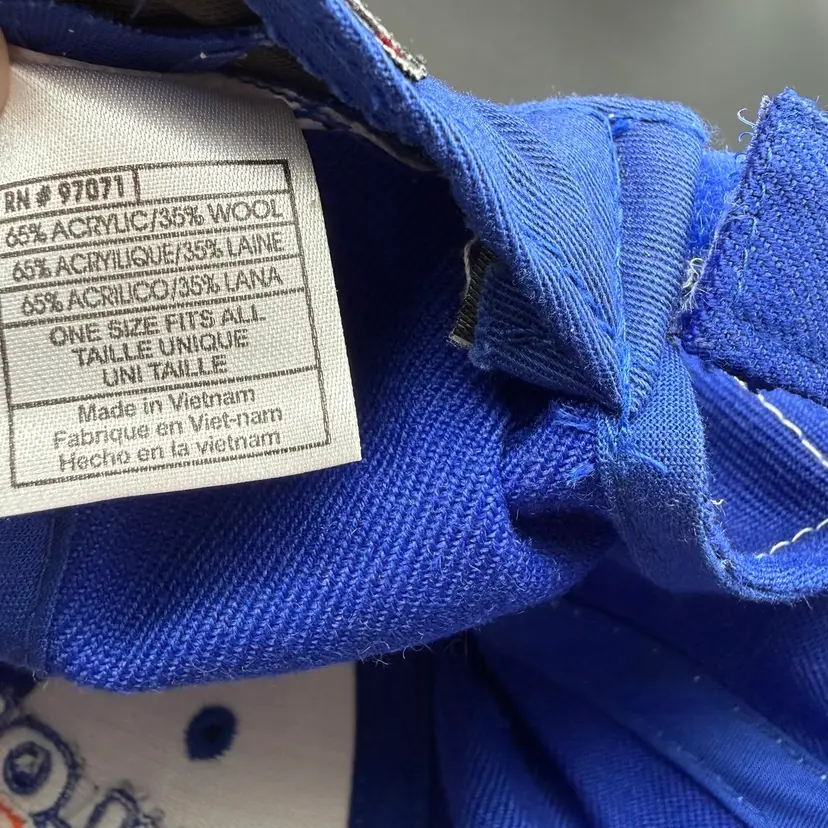 RN # 97071
65% ACRYLIC/35% WOOL
65% ACRYLIQUE/35% LAINE
65% ACRILICO/35% LANA
ONE SIZE FITS ALL
TAILLE UNIQUE
UNI TAILLE
Made in Vietnam
Fabrique en Viet-nam
Hecho en la vietnam